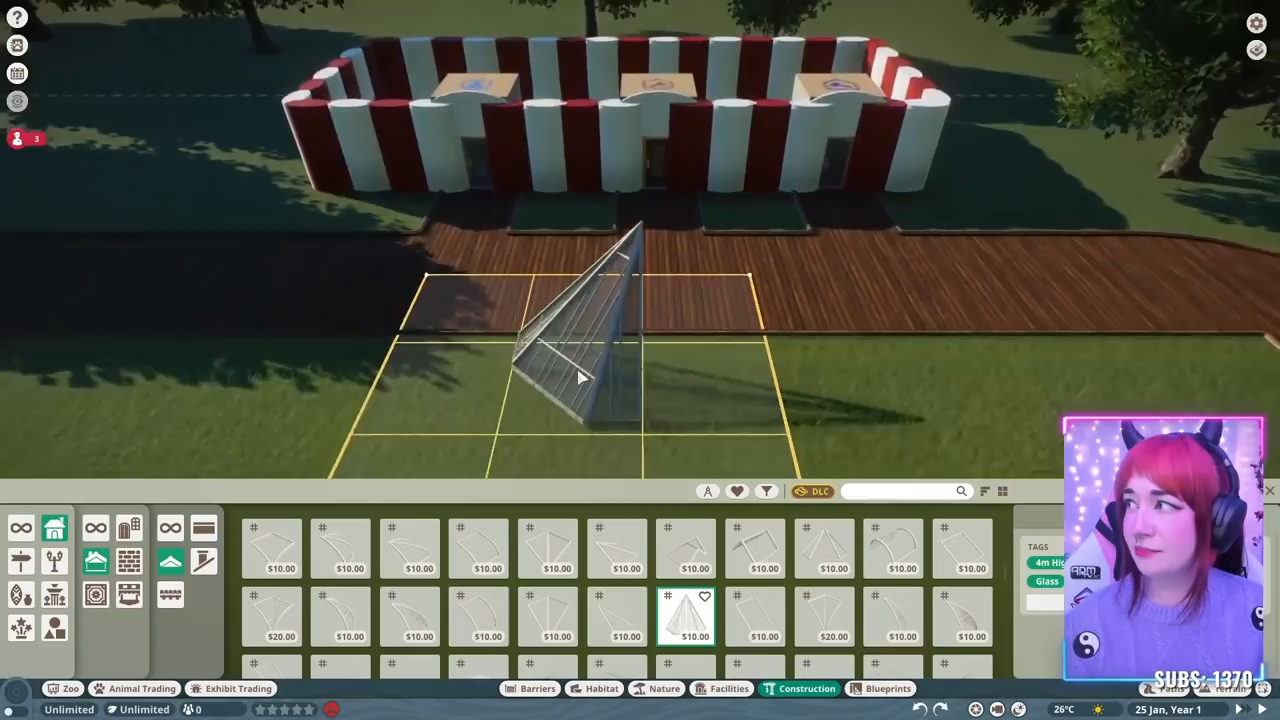 ?
3
DLC
$10.00 $10.00 $10.00 $10.00 $10.00 $10.00 $10.00 $10.00 $10.00 $10.00 $10.00
$20.00 $10.00 $10.00 $10.00 $10.00 $10.00 $10.00 $10.00 $20.00 $10.00 $10.00
TAGS
4m Hig
Glass
SUBS: 1370
Zoo Animal Trading Exhibit Trading Barriers Habitat Nature Facilities Construction Blueprints Paths Terrain
Unlimited Unlimited 0 26°C 25 Jan, Year 1